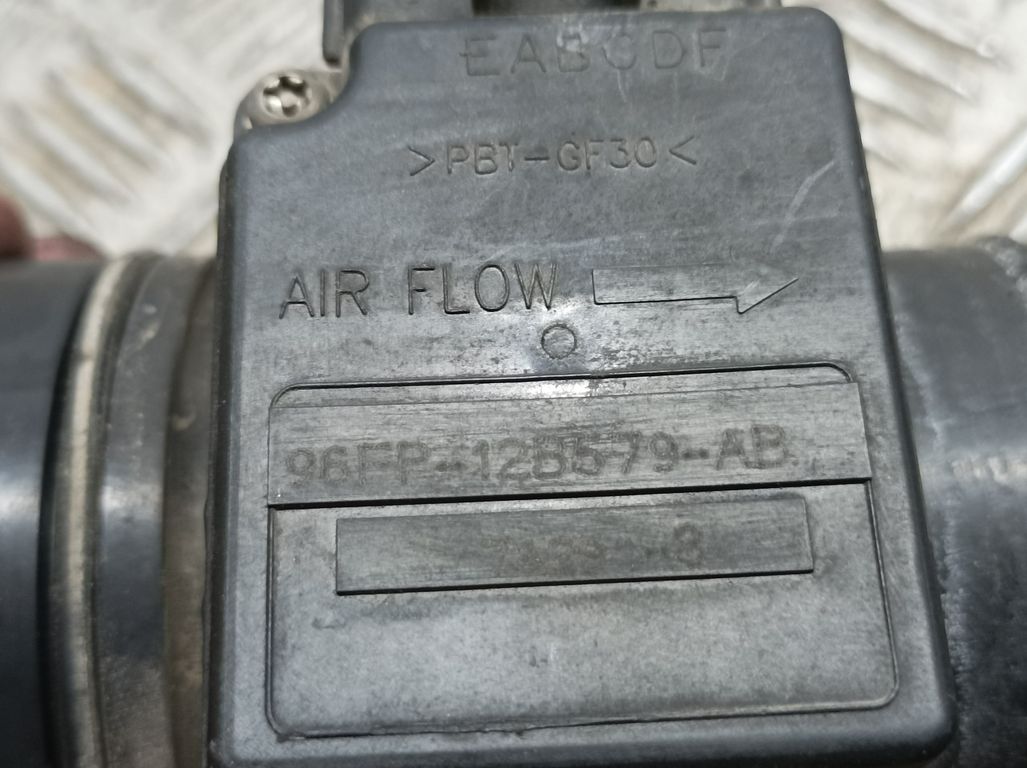 EABCDF
>PBT-GF30<
AIR FLOW
96FP-12B579-AB